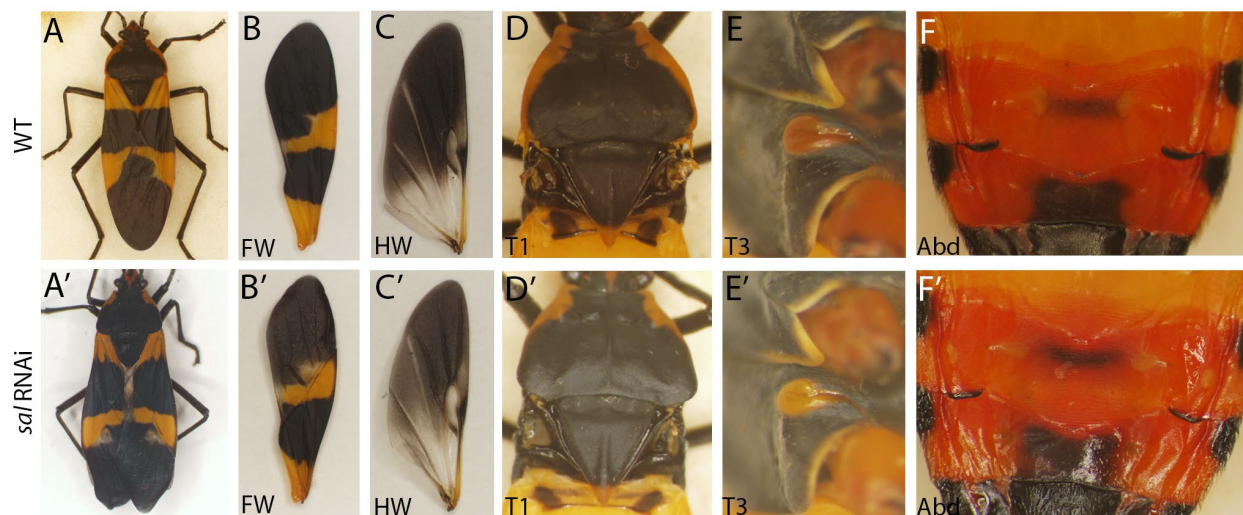 A B C D E F
WT
FW HW T1 T3 Abd
A′ B′ C′ D′ E′ F′
sal RNAi
FW HW T1 T3 Abd